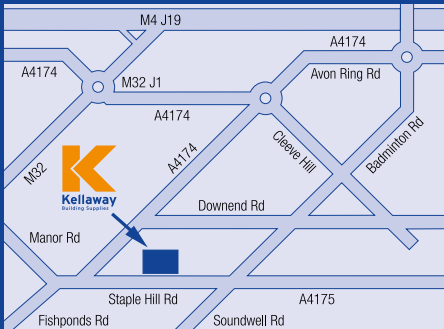 M4 J19
A4174
A4174
Avon Ring Rd
M32 J1
A4174
A4174
Cleeve Hill
Badminton Rd
M32
Kellaway
Building Supplies
Downend Rd
Manor Rd
Staple Hill Rd
A4175
Fishponds Rd
Soundwell Rd